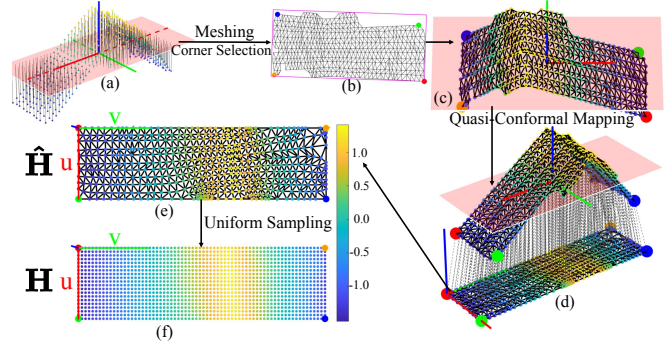 Meshing
Corner Selection
(a)
(b)
(c)
Quasi-Conformal Mapping
v
Ĥ u
(e)
1.0
0.5
0.0
-0.5
-1.0
Uniform Sampling
v
H u
(f)
(d)